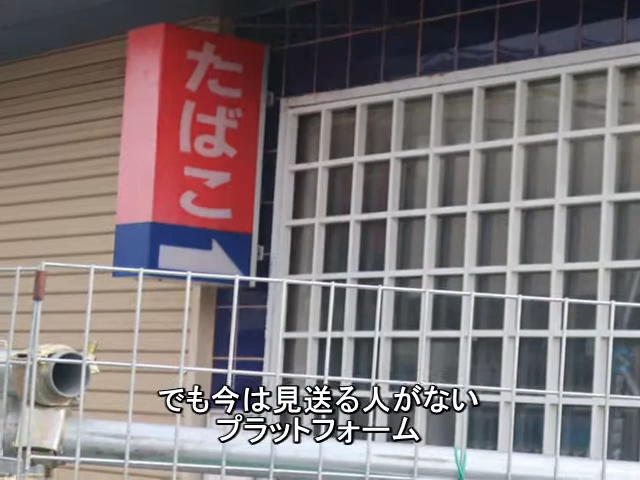 たばこ
でも今は見送る人がない
プラットフォーム